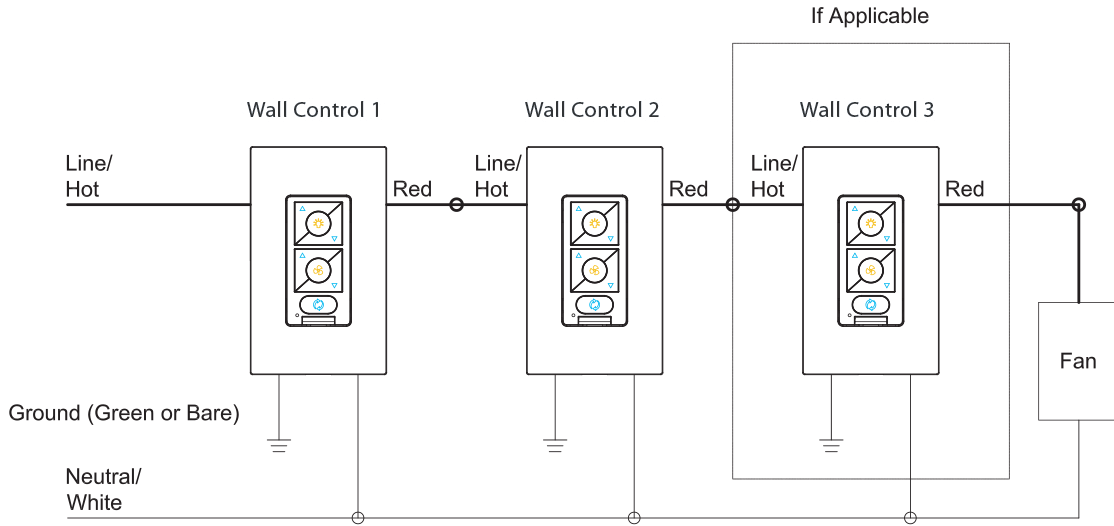 If Applicable
Wall Control 1
Wall Control 2
Wall Control 3
Line/
Hot
Red
Line/
Hot
Red
Line/
Hot
Red
Fan
Ground (Green or Bare)
Neutral/
White